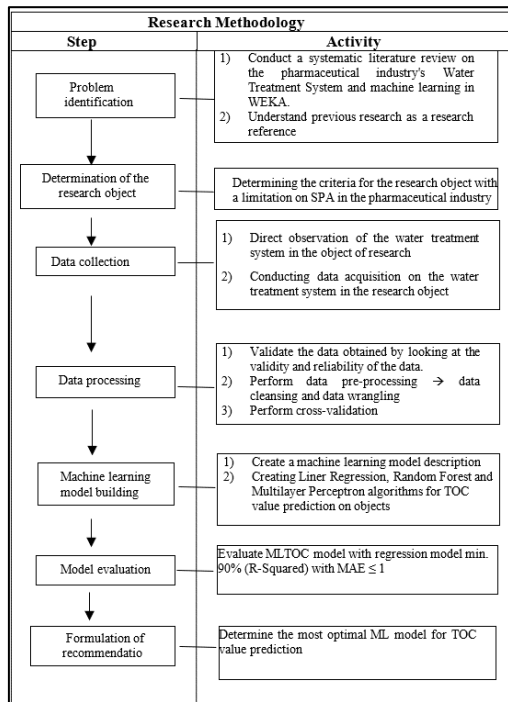 Research Methodology
Step
Activity
Problem
identification
1) Conduct a systematic literature review on
the pharmaceutical industry's Water
Treatment System and machine learning in
WEKA.
2) Understand previous research as a research
reference
Determination of the
research object
Determining the criteria for the research object with
a limitation on SPA in the pharmaceutical industry
Data collection
1) Direct observation of the water treatment
system in the object of research
2) Conducting data acquisition on the water
treatment system in the research object
Data processing
1) Validate the data obtained by looking at the
validity and reliability of the data.
2) Perform data pre-processing → data
cleansing and data wrangling
3) Perform cross-validation
Machine learning
model building
1) Create a machine learning model description
2) Creating Liner Regression, Random Forest and
Multilayer Perceptron algorithms for TOC
value prediction on objects
Model evaluation
Evaluate MLTOC model with regression model min.
90% (R-Squared) with MAE ≤ 1
Formulation of
recommendatio
Determine the most optimal ML model for TOC
value prediction